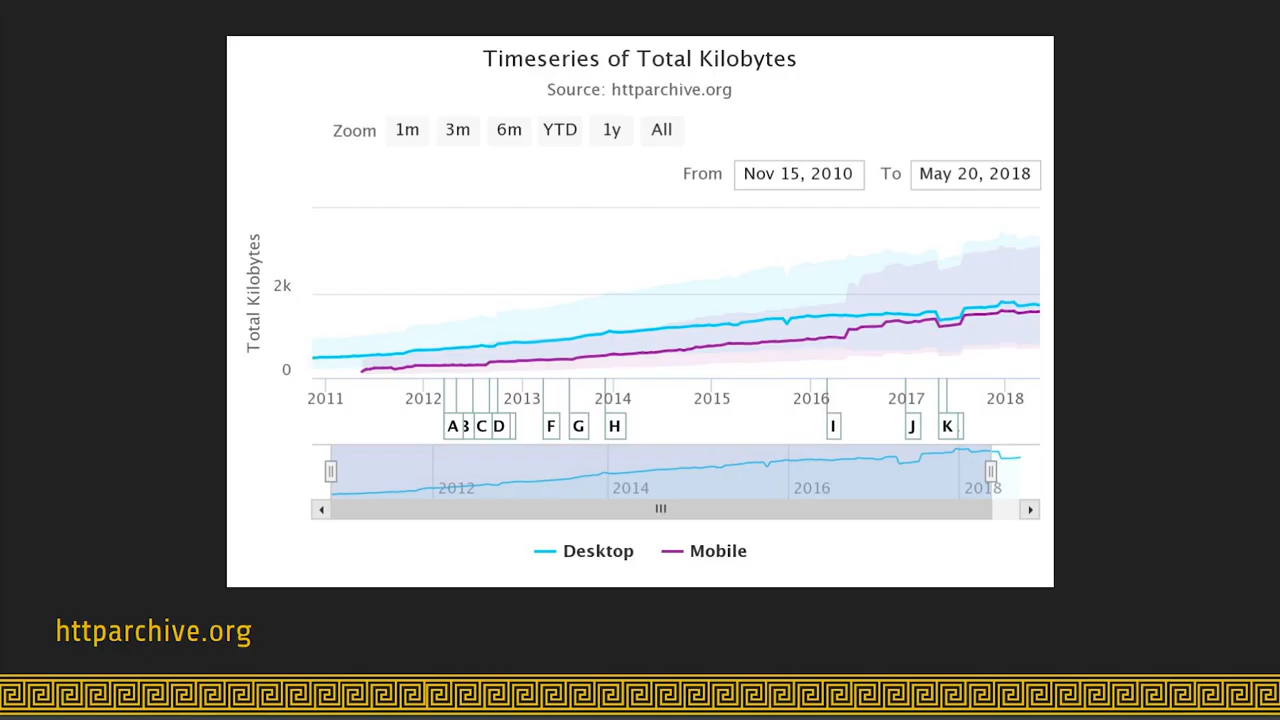 Timeseries of Total Kilobytes
Source: httparchive.org
Zoom 1m 3m 6m YTD 1y All
From Nov 15, 2010 To May 20, 2018
Total Kilobytes
2k
0
2011 2012 2013 2014 2015 2016 2017 2018
A B C D F G H I J K
2012 2014 2016 2018
Desktop Mobile
httparchive.org